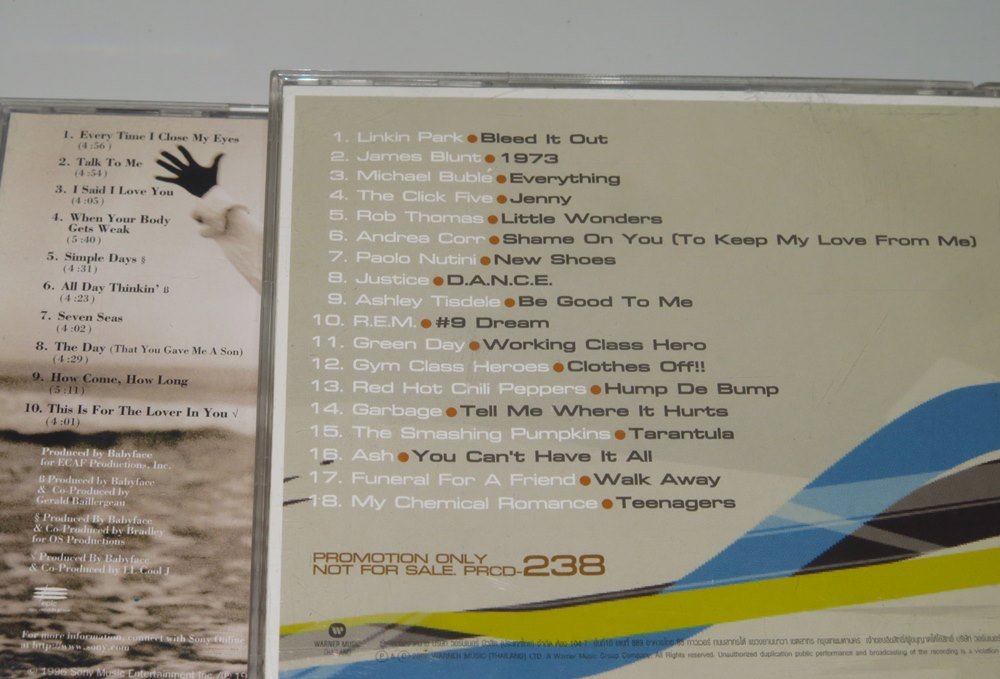 1. Every Time I Close My Eyes
(4:56)
2. Talk To Me
(4:54)
3. I Said I Love You
(4:05)
4. When Your Body
Gets Weak
(5:40)
5. Simple Days §
(4:31)
6. All Day Thinkin' ß
(4:23)
7. Seven Seas
(4:02)
8. The Day (That You Gave Me A Son)
(4:29)
9. How Come, How Long
(5:11)
10. This Is For The Lover In You √
(4:01)
Produced by Babyface
for ECAF Productions, Inc.
ß Produced by Babyface
& Co-Produced by
Gerald Baillergeau
§ Produced By Babyface
& Co-Produced by Bradley
for OS Productions
√ Produced By Babyface
& Co-Produced by LL Cool J
epic
For more information, connect with Sony Online
at http://www.sony.com
© 1996 Sony Music Entertainment Inc.
1. Linkin Park • Bleed It Out
2. James Blunt • 1973
3. Michael Bublé • Everything
4. The Click Five • Jenny
5. Rob Thomas • Little Wonders
6. Andrea Corr • Shame On You (To Keep My Love From Me)
7. Paolo Nutini • New Shoes
8. Justice • D.A.N.C.E.
9. Ashley Tisdele • Be Good To Me
10. R.E.M. • #9 Dream
11. Green Day • Working Class Hero
12. Gym Class Heroes • Clothes Off!!
13. Red Hot Chili Peppers • Hump De Bump
14. Garbage • Tell Me Where It Hurts
15. The Smashing Pumpkins • Tarantula
16. Ash • You Can't Have It All
17. Funeral For A Friend • Walk Away
18. My Chemical Romance • Teenagers
PROMOTION ONLY
NOT FOR SALE. PRCD-238
WARNER MUSIC
THAILAND
WARNER MUSIC (THAILAND) LTD. A Warner Music Group Company. All Rights reserved. Unauthorized duplication public performance and broadcasting of the recording is a violation